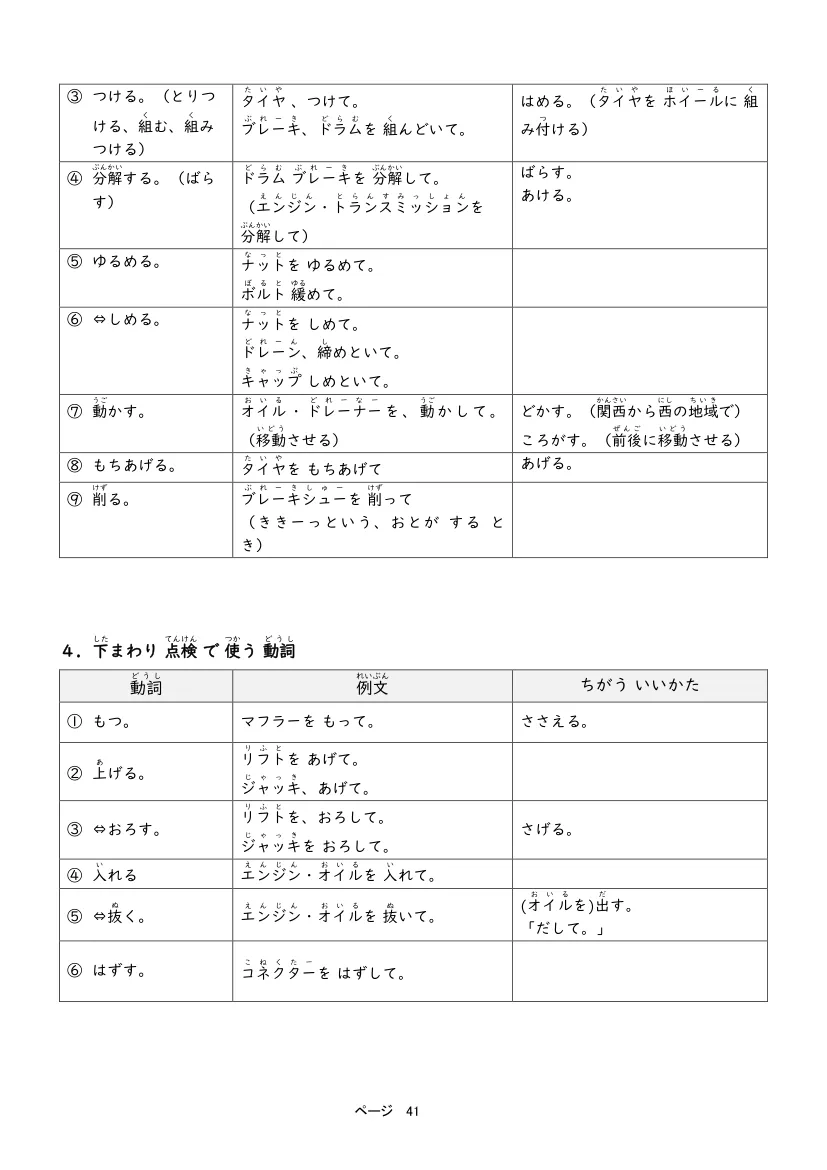 ③ つける。（とりつ
ける、組む、組み
つける）
タイヤ 、つけて。
ブレーキ、ドラムを 組んどいて。
はめる。（タイヤを ホイールに 組
み付ける）
④ 分解する。（ばら
す）
ドラム ブレーキを 分解して。
（エンジン・トランスミッションを
分解して）
ばらす。
あける。
⑤ ゆるめる。
ナットを ゆるめて。
ボルト 緩めて。
⑥ ⇔しめる。
ナットを しめて。
ドレーン、締めといて。
キャップ しめといて。
⑦ 動かす。
オイル・ドレーナーを、動かして。
（移動させる）
どかす。（関西から西の地域で）
ころがす。（前後に移動させる）
⑧ もちあげる。
タイヤを もちあげて
あげる。
⑨ 削る。
ブレーキシューを 削って
（ききーっという、おとが する と
き）
４．下まわり 点検 で 使う 動詞
動詞
例文
ちがう いいかた
① もつ。
マフラーを もって。
ささえる。
② 上げる。
リフトを あげて。
ジャッキ、あげて。
③ ⇔おろす。
リフトを、おろして。
ジャッキを おろして。
さげる。
④ 入れる
エンジン・オイルを 入れて。
⑤ ⇔抜く。
エンジン・オイルを 抜いて。
(オイルを)出す。
「だして。」
⑥ はずす。
コネクターを はずして。
ページ 41